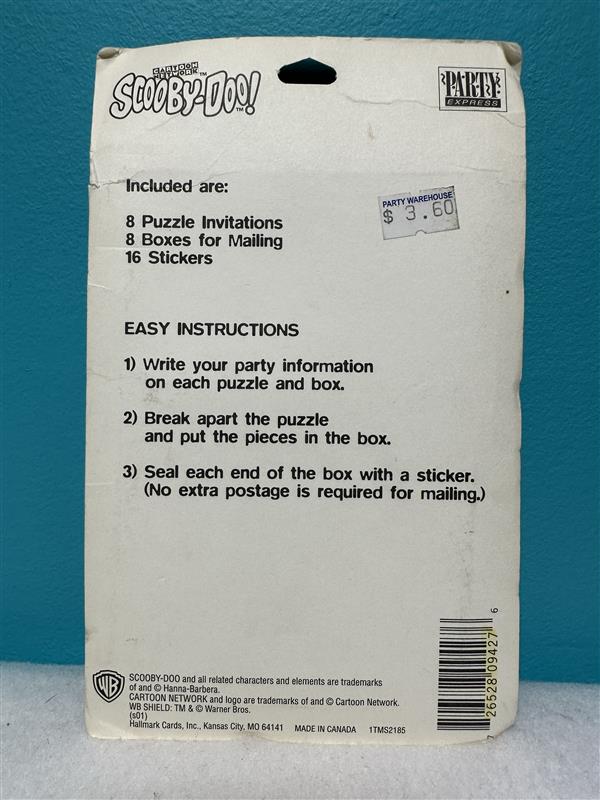 CARTOON
NETWORK™
SCOOBY-DOO!™
PARTY
EXPRESS
Included are:
PARTY WAREHOUSE
$ 3.60
8 Puzzle Invitations
8 Boxes for Mailing
16 Stickers
EASY INSTRUCTIONS
1) Write your party information
on each puzzle and box.
2) Break apart the puzzle
and put the pieces in the box.
3) Seal each end of the box with a sticker.
(No extra postage is required for mailing.)
WB
SCOOBY-DOO and all related characters and elements are trademarks
of and © Hanna-Barbera.
CARTOON NETWORK and logo are trademarks of and © Cartoon Network.
WB SHIELD: TM & © Warner Bros.
(s01)
Hallmark Cards, Inc., Kansas City, MO 64141 MADE IN CANADA 1TMS2185
7 26528 09427 6